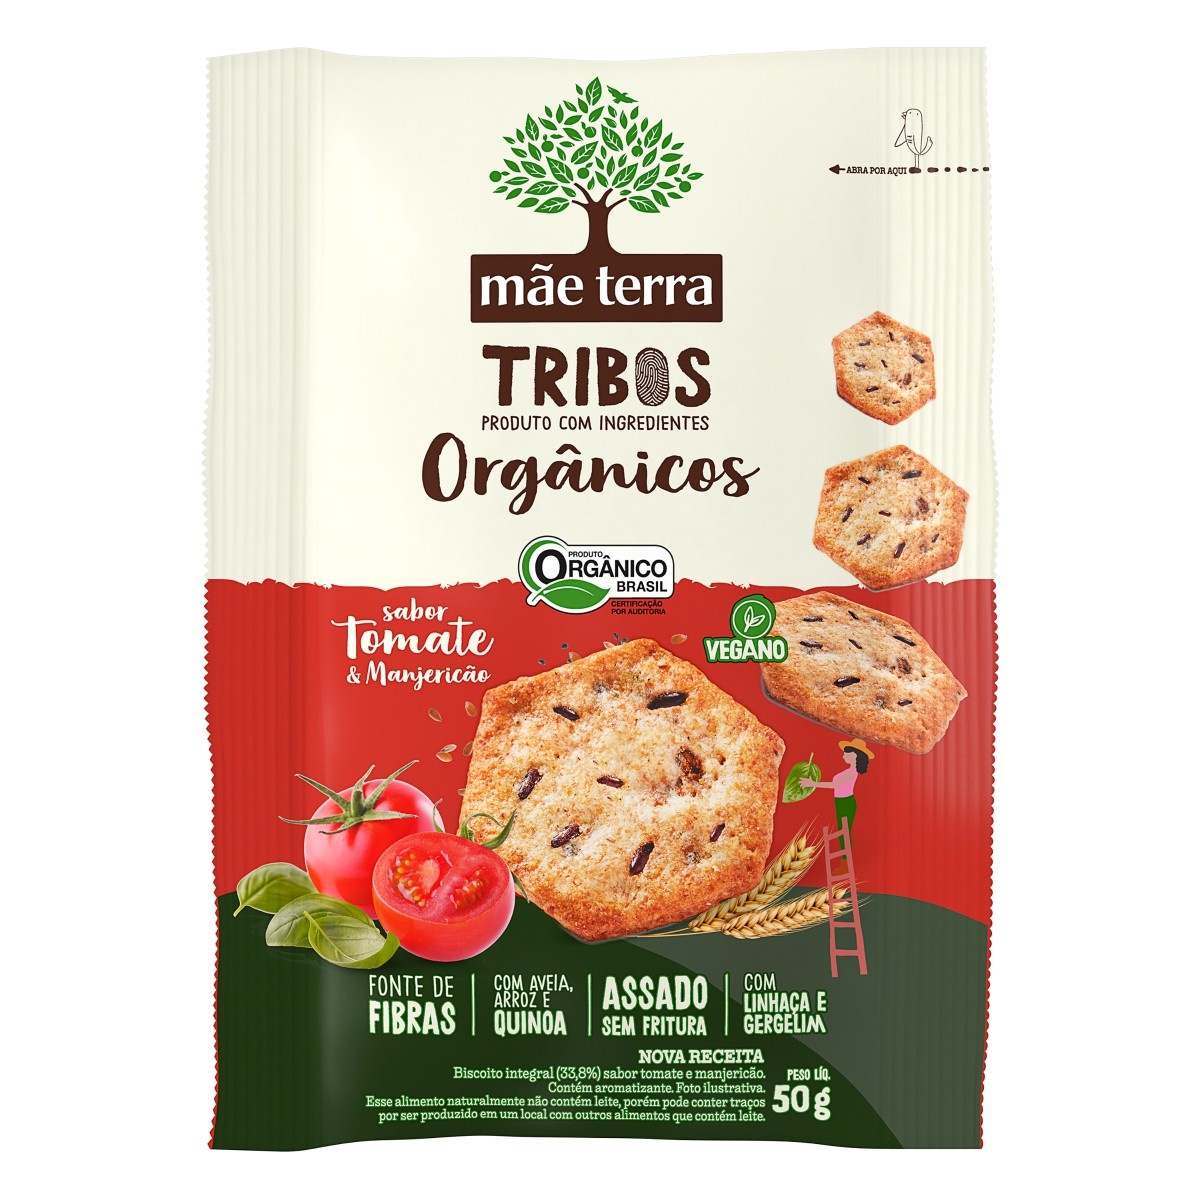 ABRA POR AQUI
mãe terra
TRIBOS
PRODUTO COM INGREDIENTES
Orgânicos
PRODUTO
ORGÂNICO
BRASIL
CERTIFICAÇÃO
POR AUDITORIA
sabor
Tomate
& Manjericão
VEGANO
FONTE DE
FIBRAS
COM AVEIA,
ARROZ E
QUINOA
ASSADO
SEM FRITURA
COM
LINHAÇA E
GERGELIM
NOVA RECEITA
Biscoito integral (33,8%) sabor tomate e manjericão.
Contém aromatizante. Foto ilustrativa.
Esse alimento naturalmente não contém leite, porém pode conter traços
por ser produzido em um local com outros alimentos que contém leite.
PESO LÍQ.
50 g